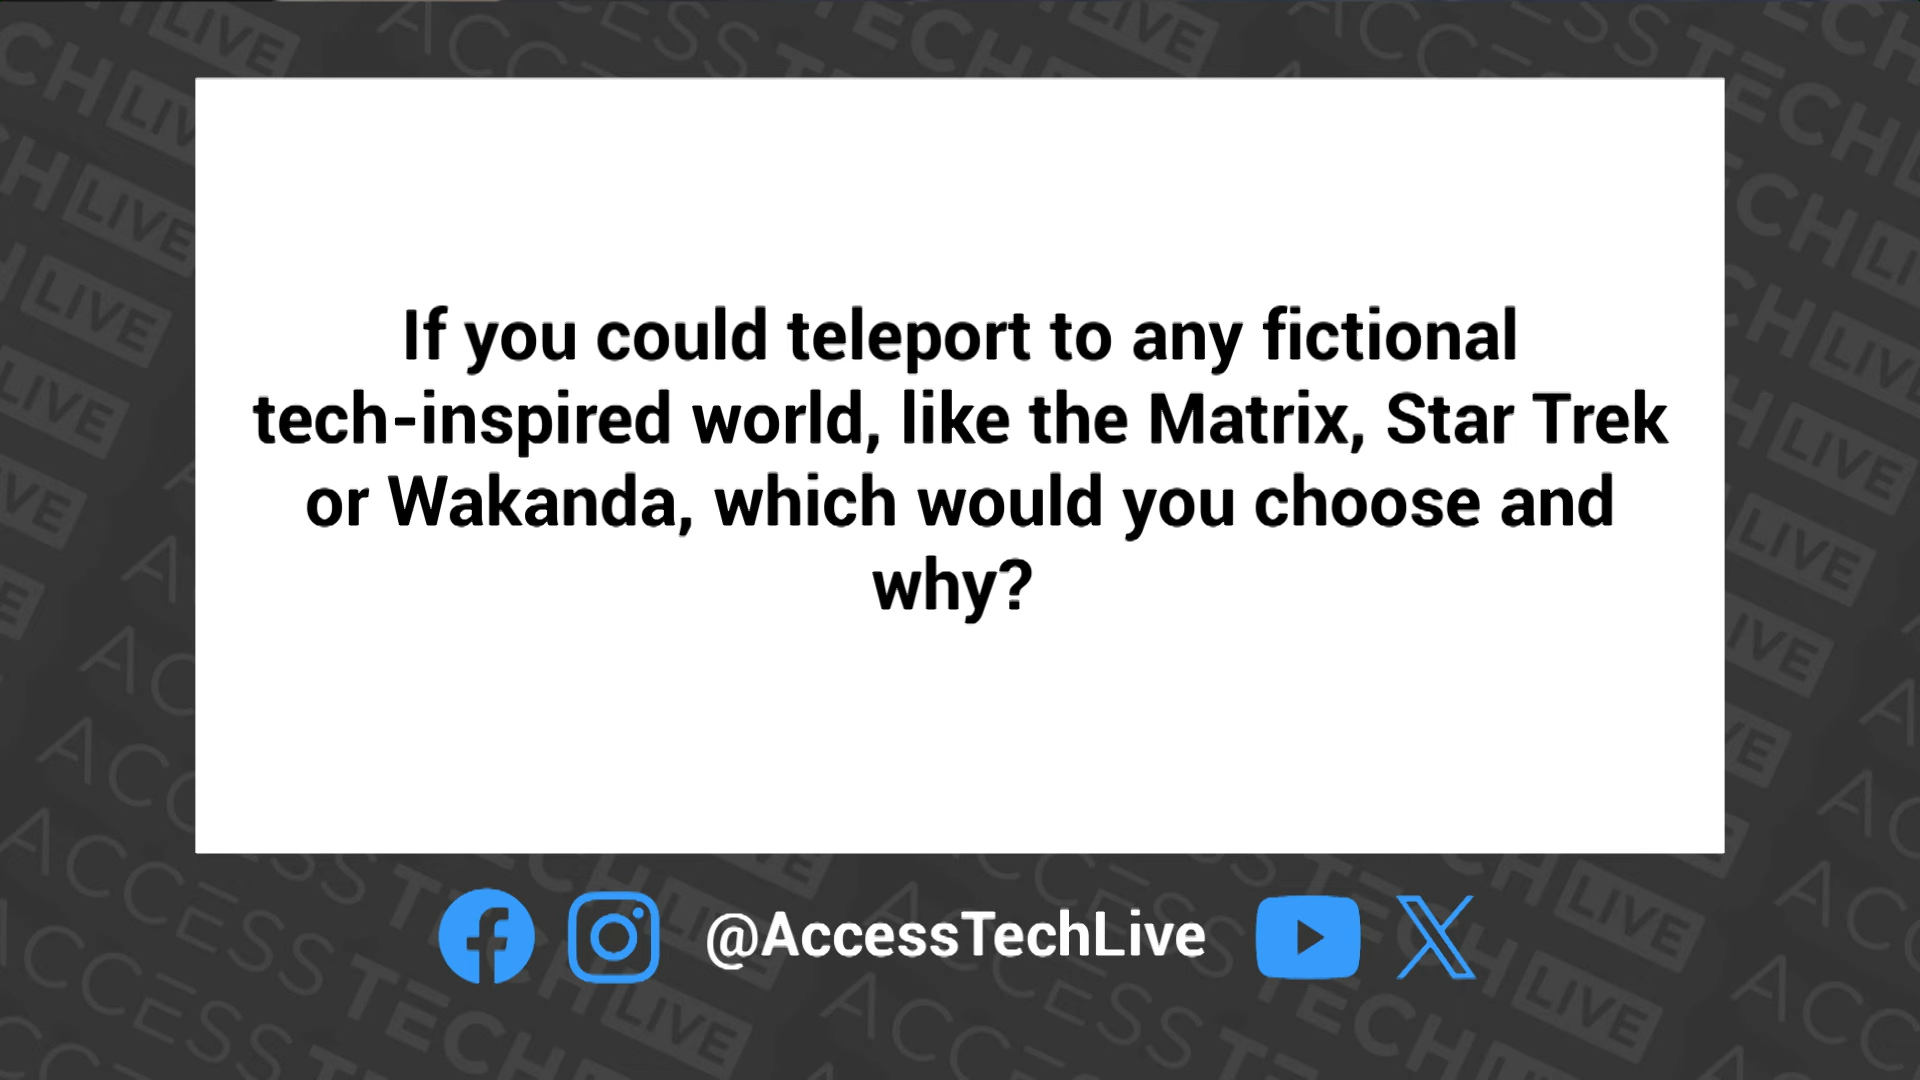 If you could teleport to any fictional
tech-inspired world, like the Matrix, Star Trek
or Wakanda, which would you choose and
why?
@AccessTechLive